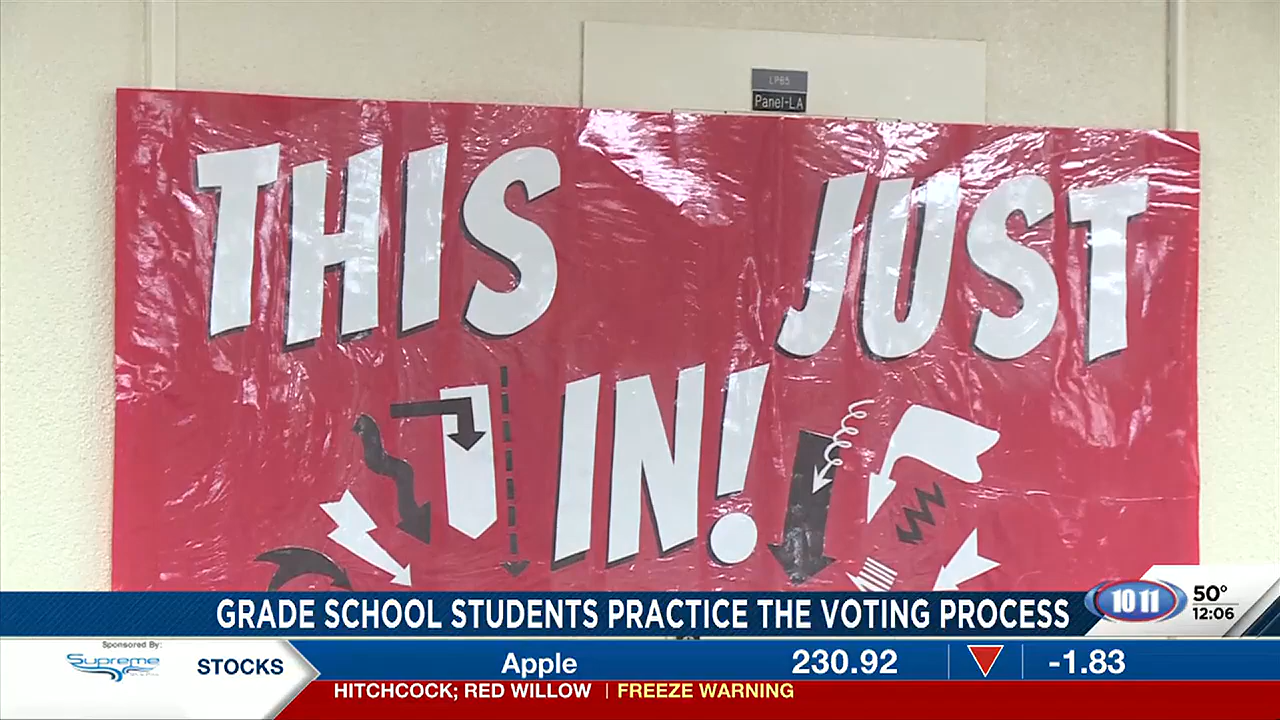 LP85
Panel-LA
THIS JUST
IN!
GRADE SCHOOL STUDENTS PRACTICE THE VOTING PROCESS
10 11
50°
12:06
Sponsored By:
Supreme
STOCKS
Apple 230.92 -1.83
HITCHCOCK; RED WILLOW | FREEZE WARNING